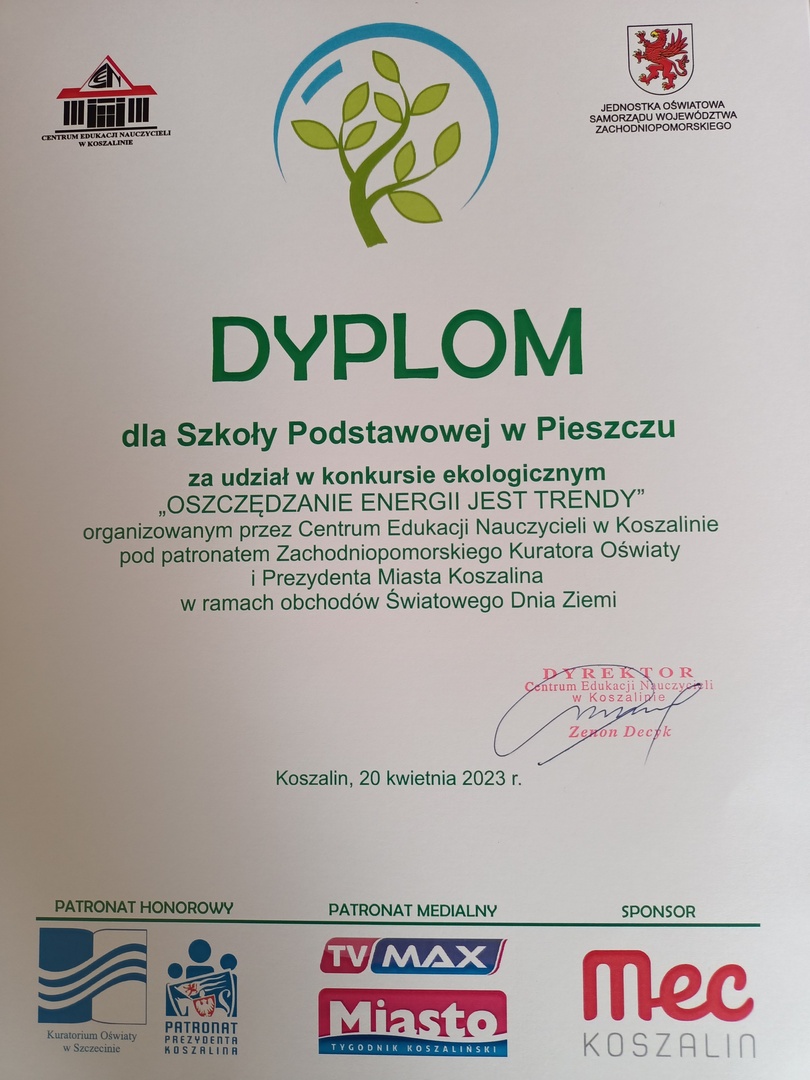 CEN
CENTRUM EDUKACJI NAUCZYCIELI
W KOSZALINIE
JEDNOSTKA OŚWIATOWA
SAMORZĄDU WOJEWÓDZTWA
ZACHODNIOPOMORSKIEGO
DYPLOM
dla Szkoły Podstawowej w Pieszczu
za udział w konkursie ekologicznym
„OSZCZĘDZANIE ENERGII JEST TRENDY”
organizowanym przez Centrum Edukacji Nauczycieli w Koszalinie
pod patronatem Zachodniopomorskiego Kuratora Oświaty
i Prezydenta Miasta Koszalina
w ramach obchodów Światowego Dnia Ziemi
DYREKTOR
Centrum Edukacji Nauczycieli
w Koszalinie
Zenon Decyk
Koszalin, 20 kwietnia 2023 r.
PATRONAT HONOROWY
Kuratorium Oświaty
w Szczecinie
PATRONAT
PREZYDENTA
KOSZALINA
PATRONAT MEDIALNY
TV MAX
Miasto
TYGODNIK KOSZALIŃSKI
SPONSOR
Mec
KOSZALIN